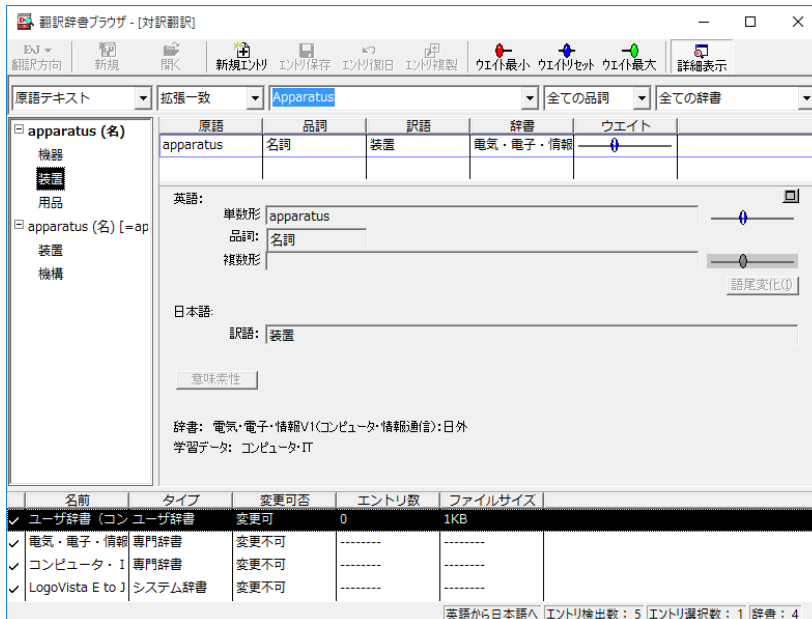 翻訳辞書ブラウザ - [対訳翻訳]
EXJ
翻訳方向 新規 開く 新規エントリ エントリ保存 エントリ復旧 エントリ複製 ウエイト最小 ウエイトリセット ウエイト最大 詳細表示
原語テキスト 拡張一致 Apparatus 全ての品詞 全ての辞書
apparatus (名)
機器
装置
用品
apparatus (名) [=ap
装置
機構
原語 品詞 訳語 辞書 ウエイト
apparatus 名詞 装置 電気・電子・情報
英語:
単数形 apparatus
品詞: 名詞
複数形
語尾変化(I)
日本語:
訳語: 装置
意味索性
辞書: 電気・電子・情報V1(コンピュータ・情報通信):日外
学習データ: コンピュータ・IT
名前 タイプ 変更可否 エントリ数 ファイルサイズ
ユーザ辞書（コン ユーザ辞書 変更可 0 1KB
電気・電子・情報 専門辞書 変更不可 -------- --------
コンピュータ・I 専門辞書 変更不可 -------- --------
LogoVista E to J システム辞書 変更不可 -------- --------
英語から日本語へ エントリ検出数: 5 エントリ選択数: 1 辞書: 4